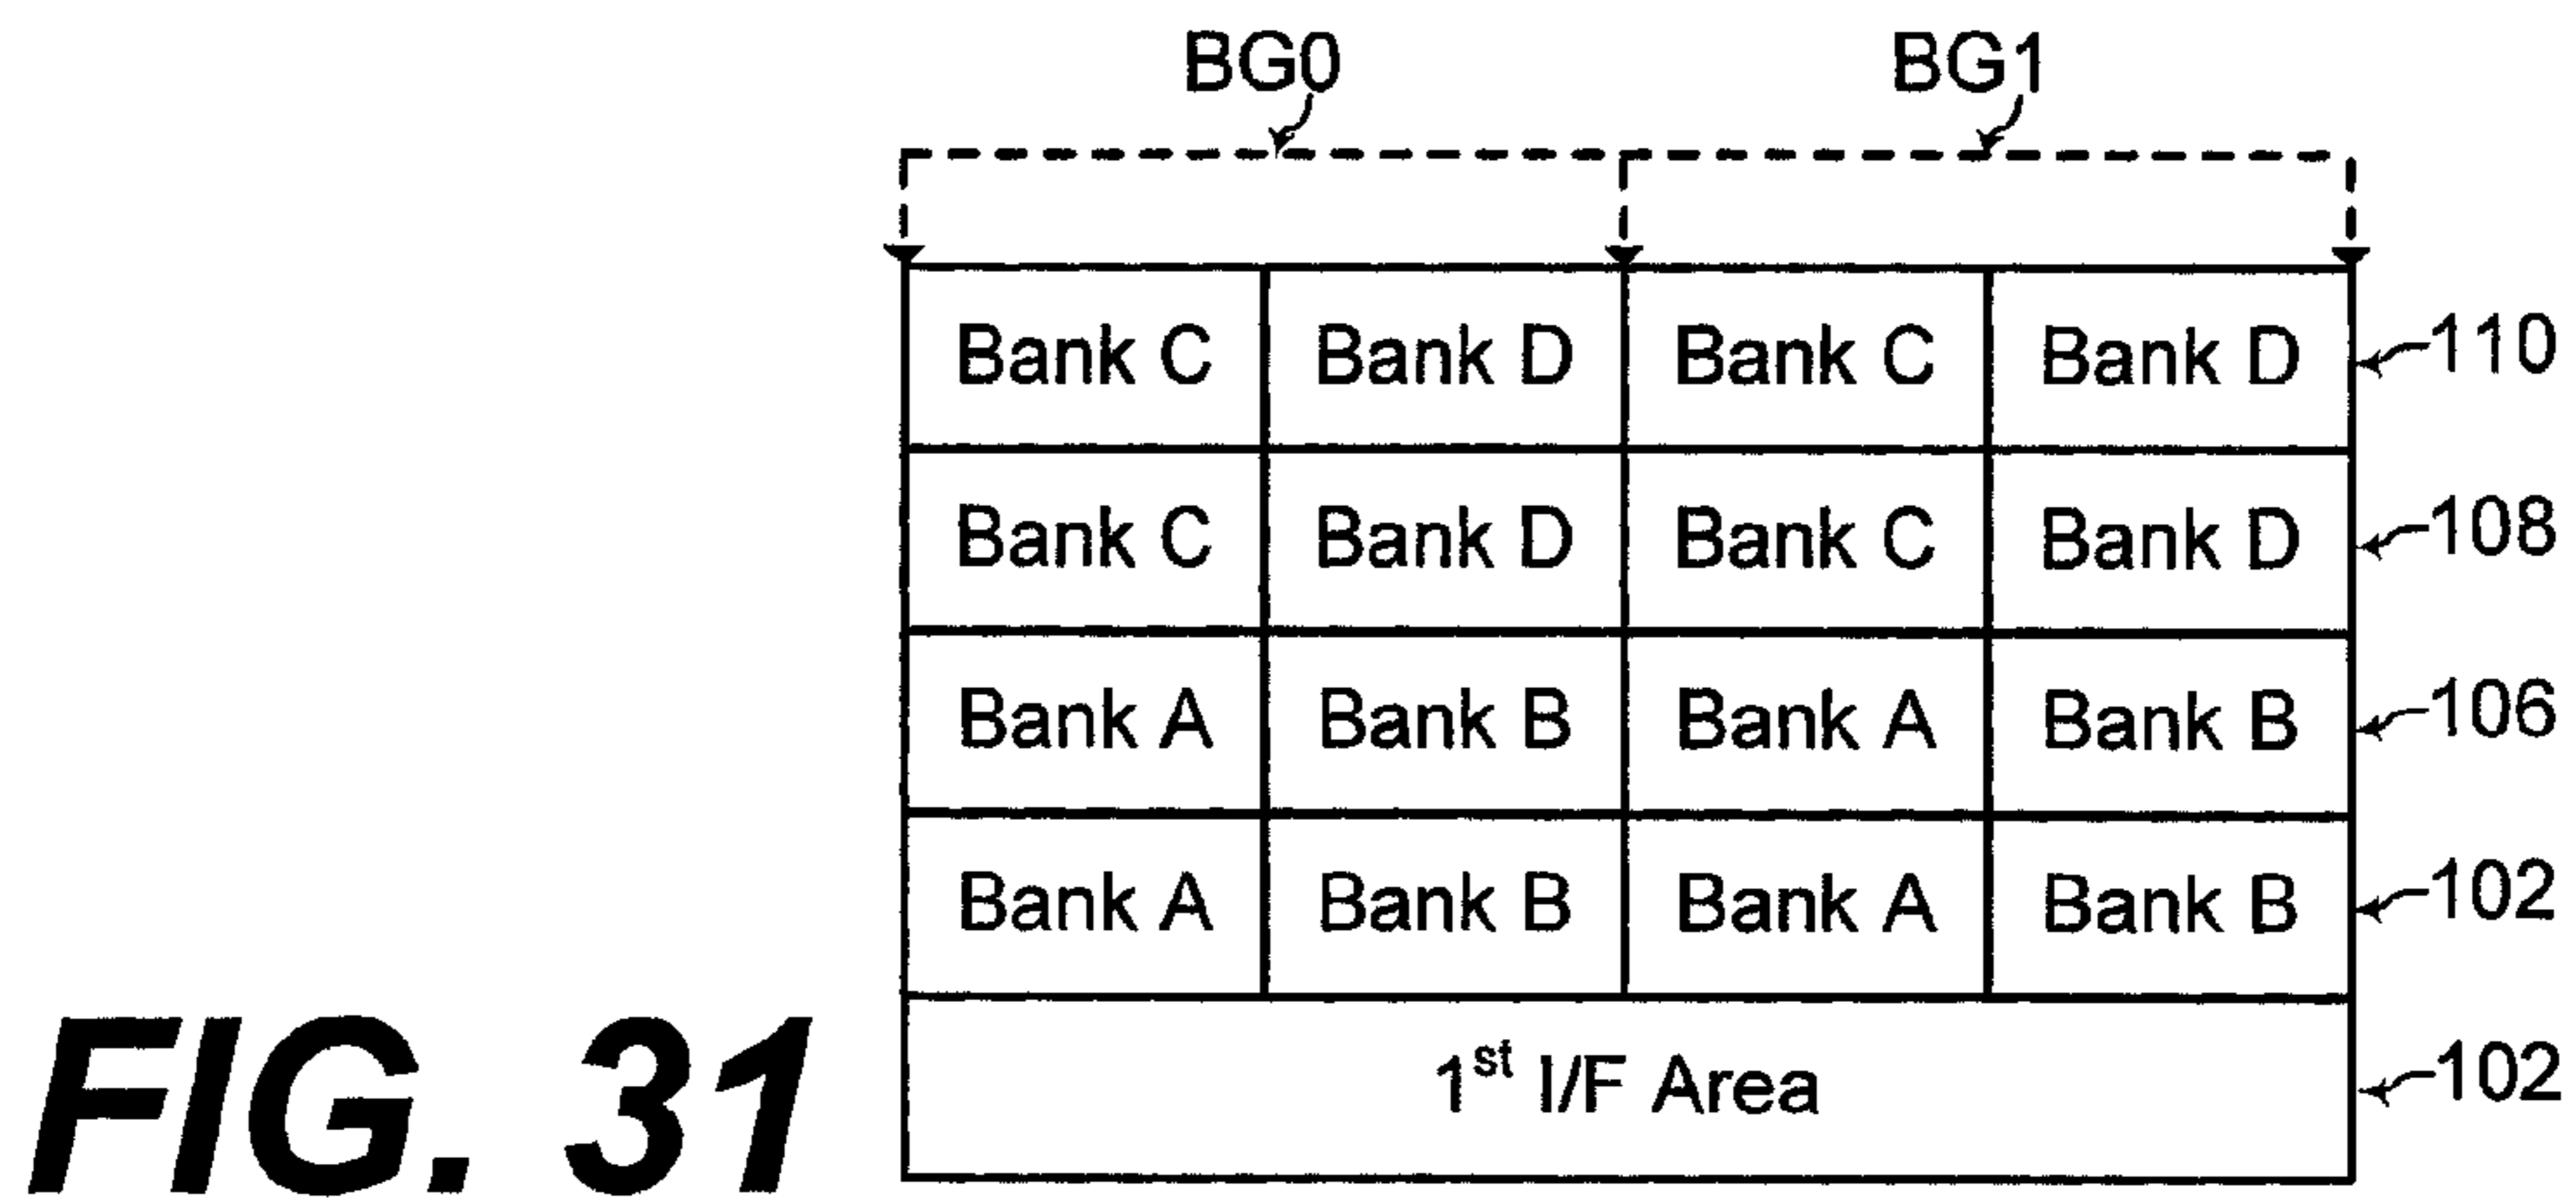 BG0 BG1
Bank C Bank D Bank C Bank D 110
Bank C Bank D Bank C Bank D 108
Bank A Bank B Bank A Bank B 106
Bank A Bank B Bank A Bank B 102
1st I/F Area 102
FIG. 31